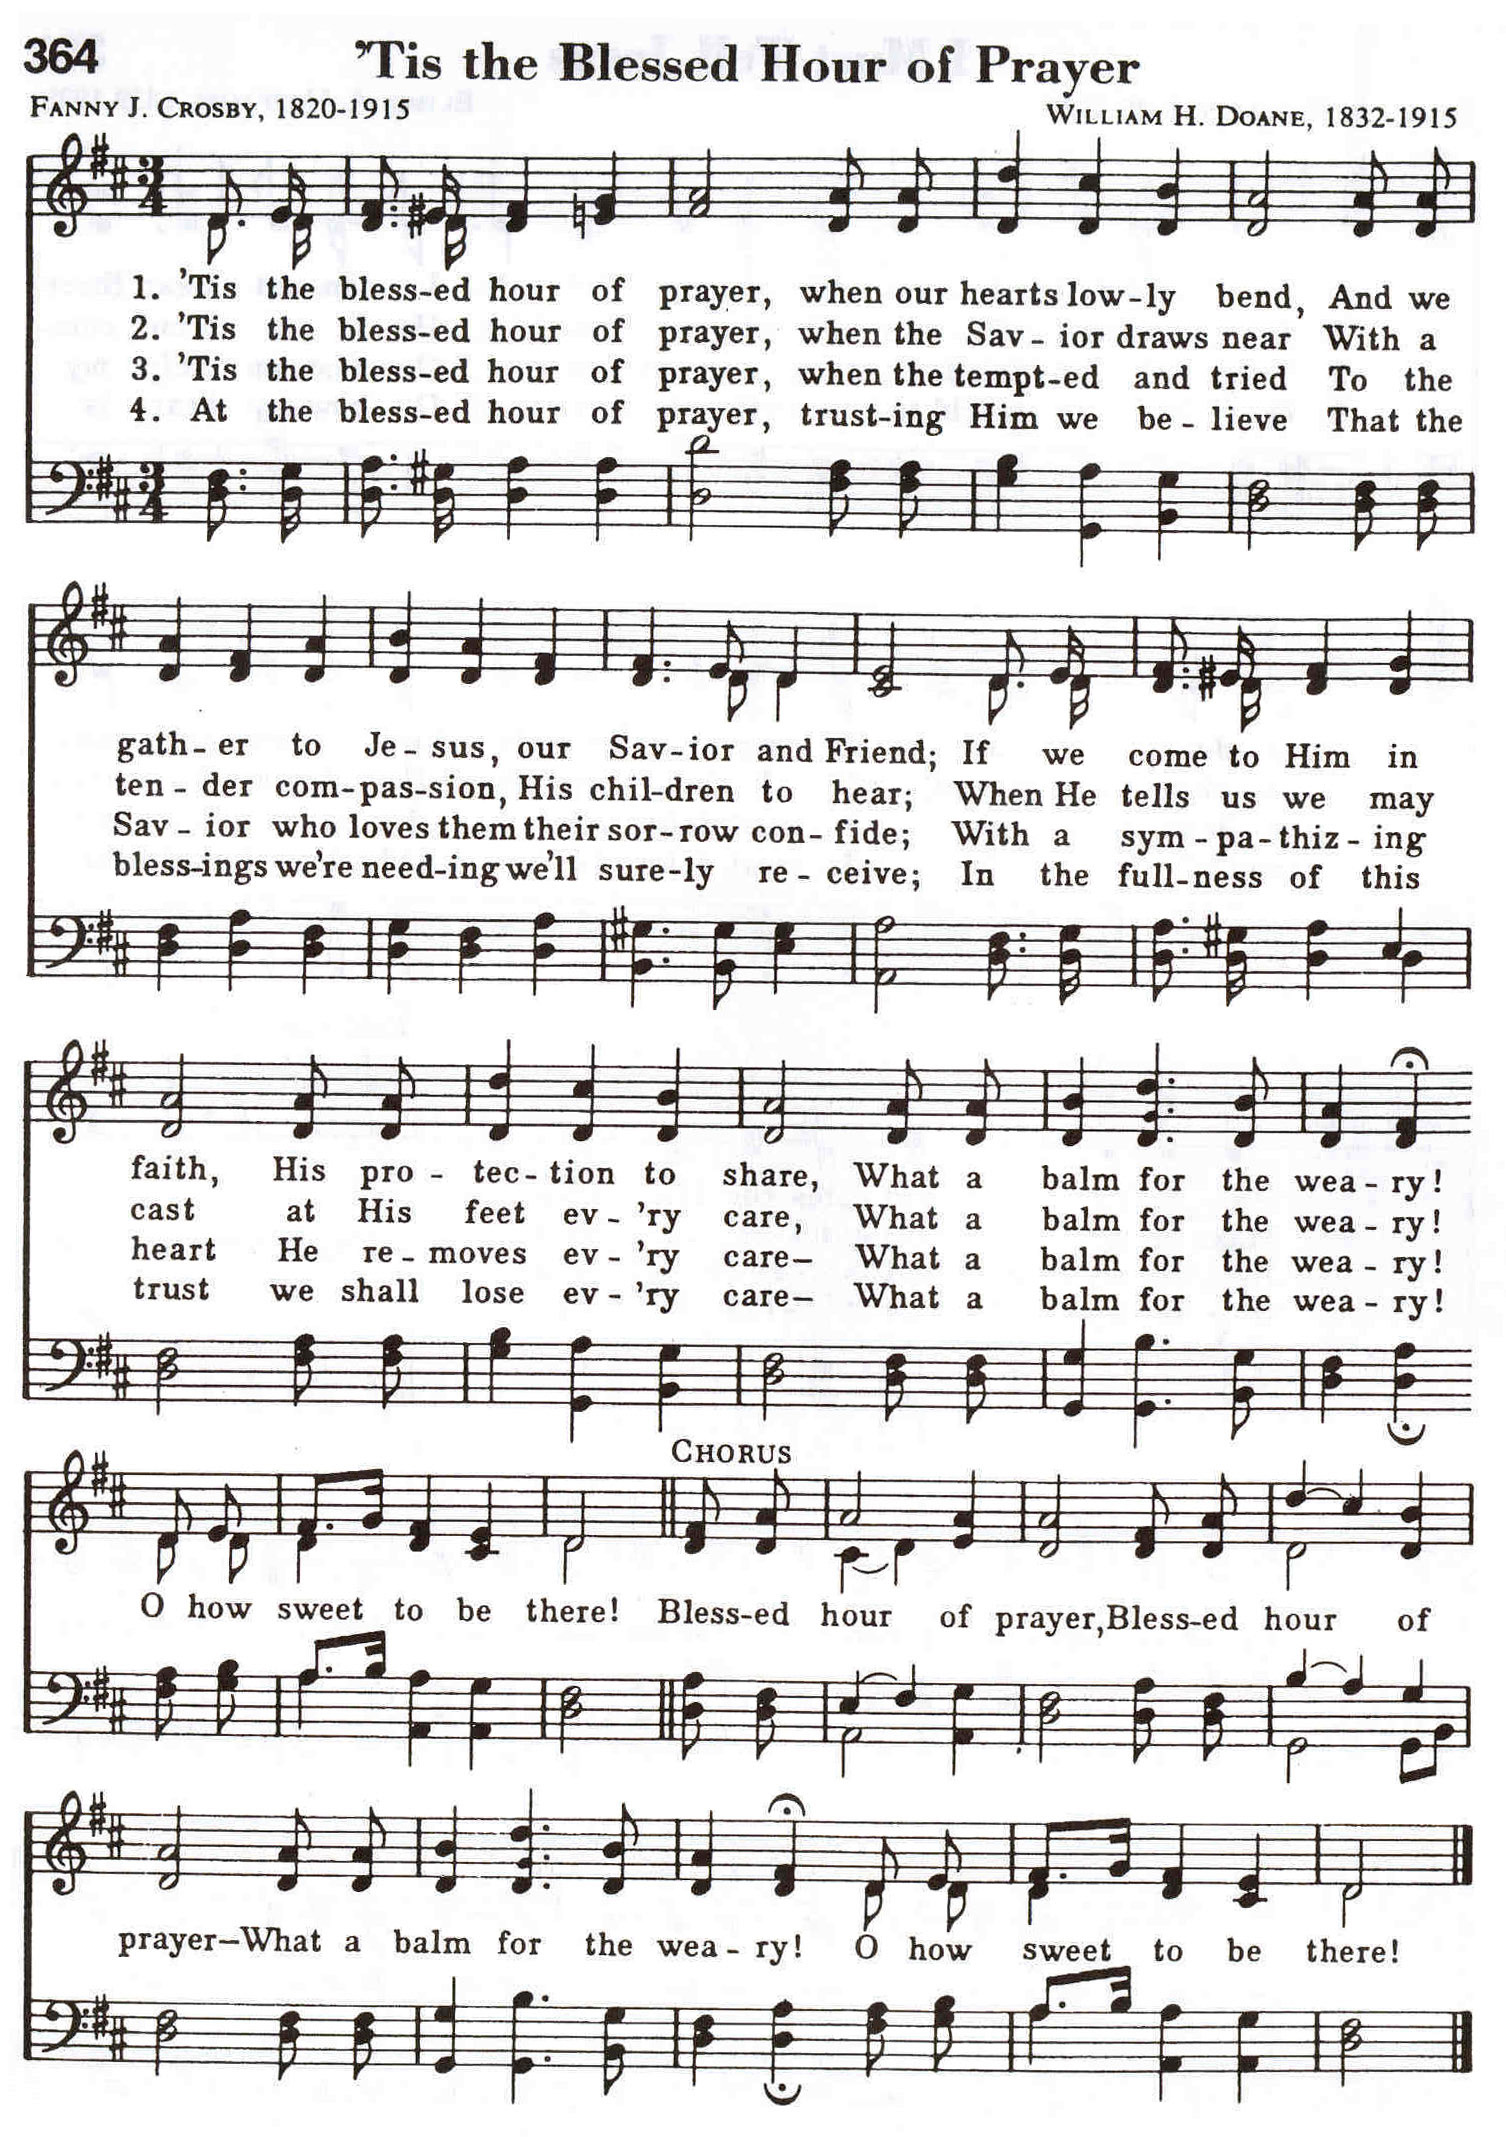 364 'Tis the Blessed Hour of Prayer
FANNY J. CROSBY, 1820-1915 WILLIAM H. DOANE, 1832-1915
1. 'Tis the bless-ed hour of prayer, when our hearts low-ly bend, And we
2. 'Tis the bless-ed hour of prayer, when the Sav-ior draws near With a
3. 'Tis the bless-ed hour of prayer, when the tempt-ed and tried To the
4. At the bless-ed hour of prayer, trust-ing Him we be-lieve That the
gath-er to Je-sus, our Sav-ior and Friend; If we come to Him in
ten-der com-pas-sion, His chil-dren to hear; When He tells us we may
Sav-ior who loves them their sor-row con-fide; With a sym-pa-thiz-ing
bless-ings we're need-ing we'll sure-ly re-ceive; In the full-ness of this
faith, His pro-tec-tion to share, What a balm for the wea-ry!
cast at His feet ev-'ry care, What a balm for the wea-ry!
heart He re-moves ev-'ry care— What a balm for the wea-ry!
trust we shall lose ev-'ry care— What a balm for the wea-ry!
CHORUS
O how sweet to be there! Bless-ed hour of prayer, Bless-ed hour of
prayer—What a balm for the wea-ry! O how sweet to be there!